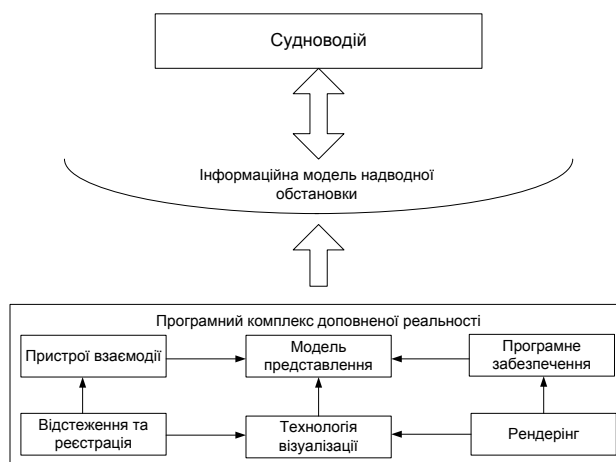 Судноводій
Інформаційна модель надводної
обстановки
Програмний комплекс доповненої реальності
Пристрої взаємодії
Модель
представлення
Програмне
забезпечення
Відстеження та
реєстрація
Технологія
візуалізації
Рендерінг